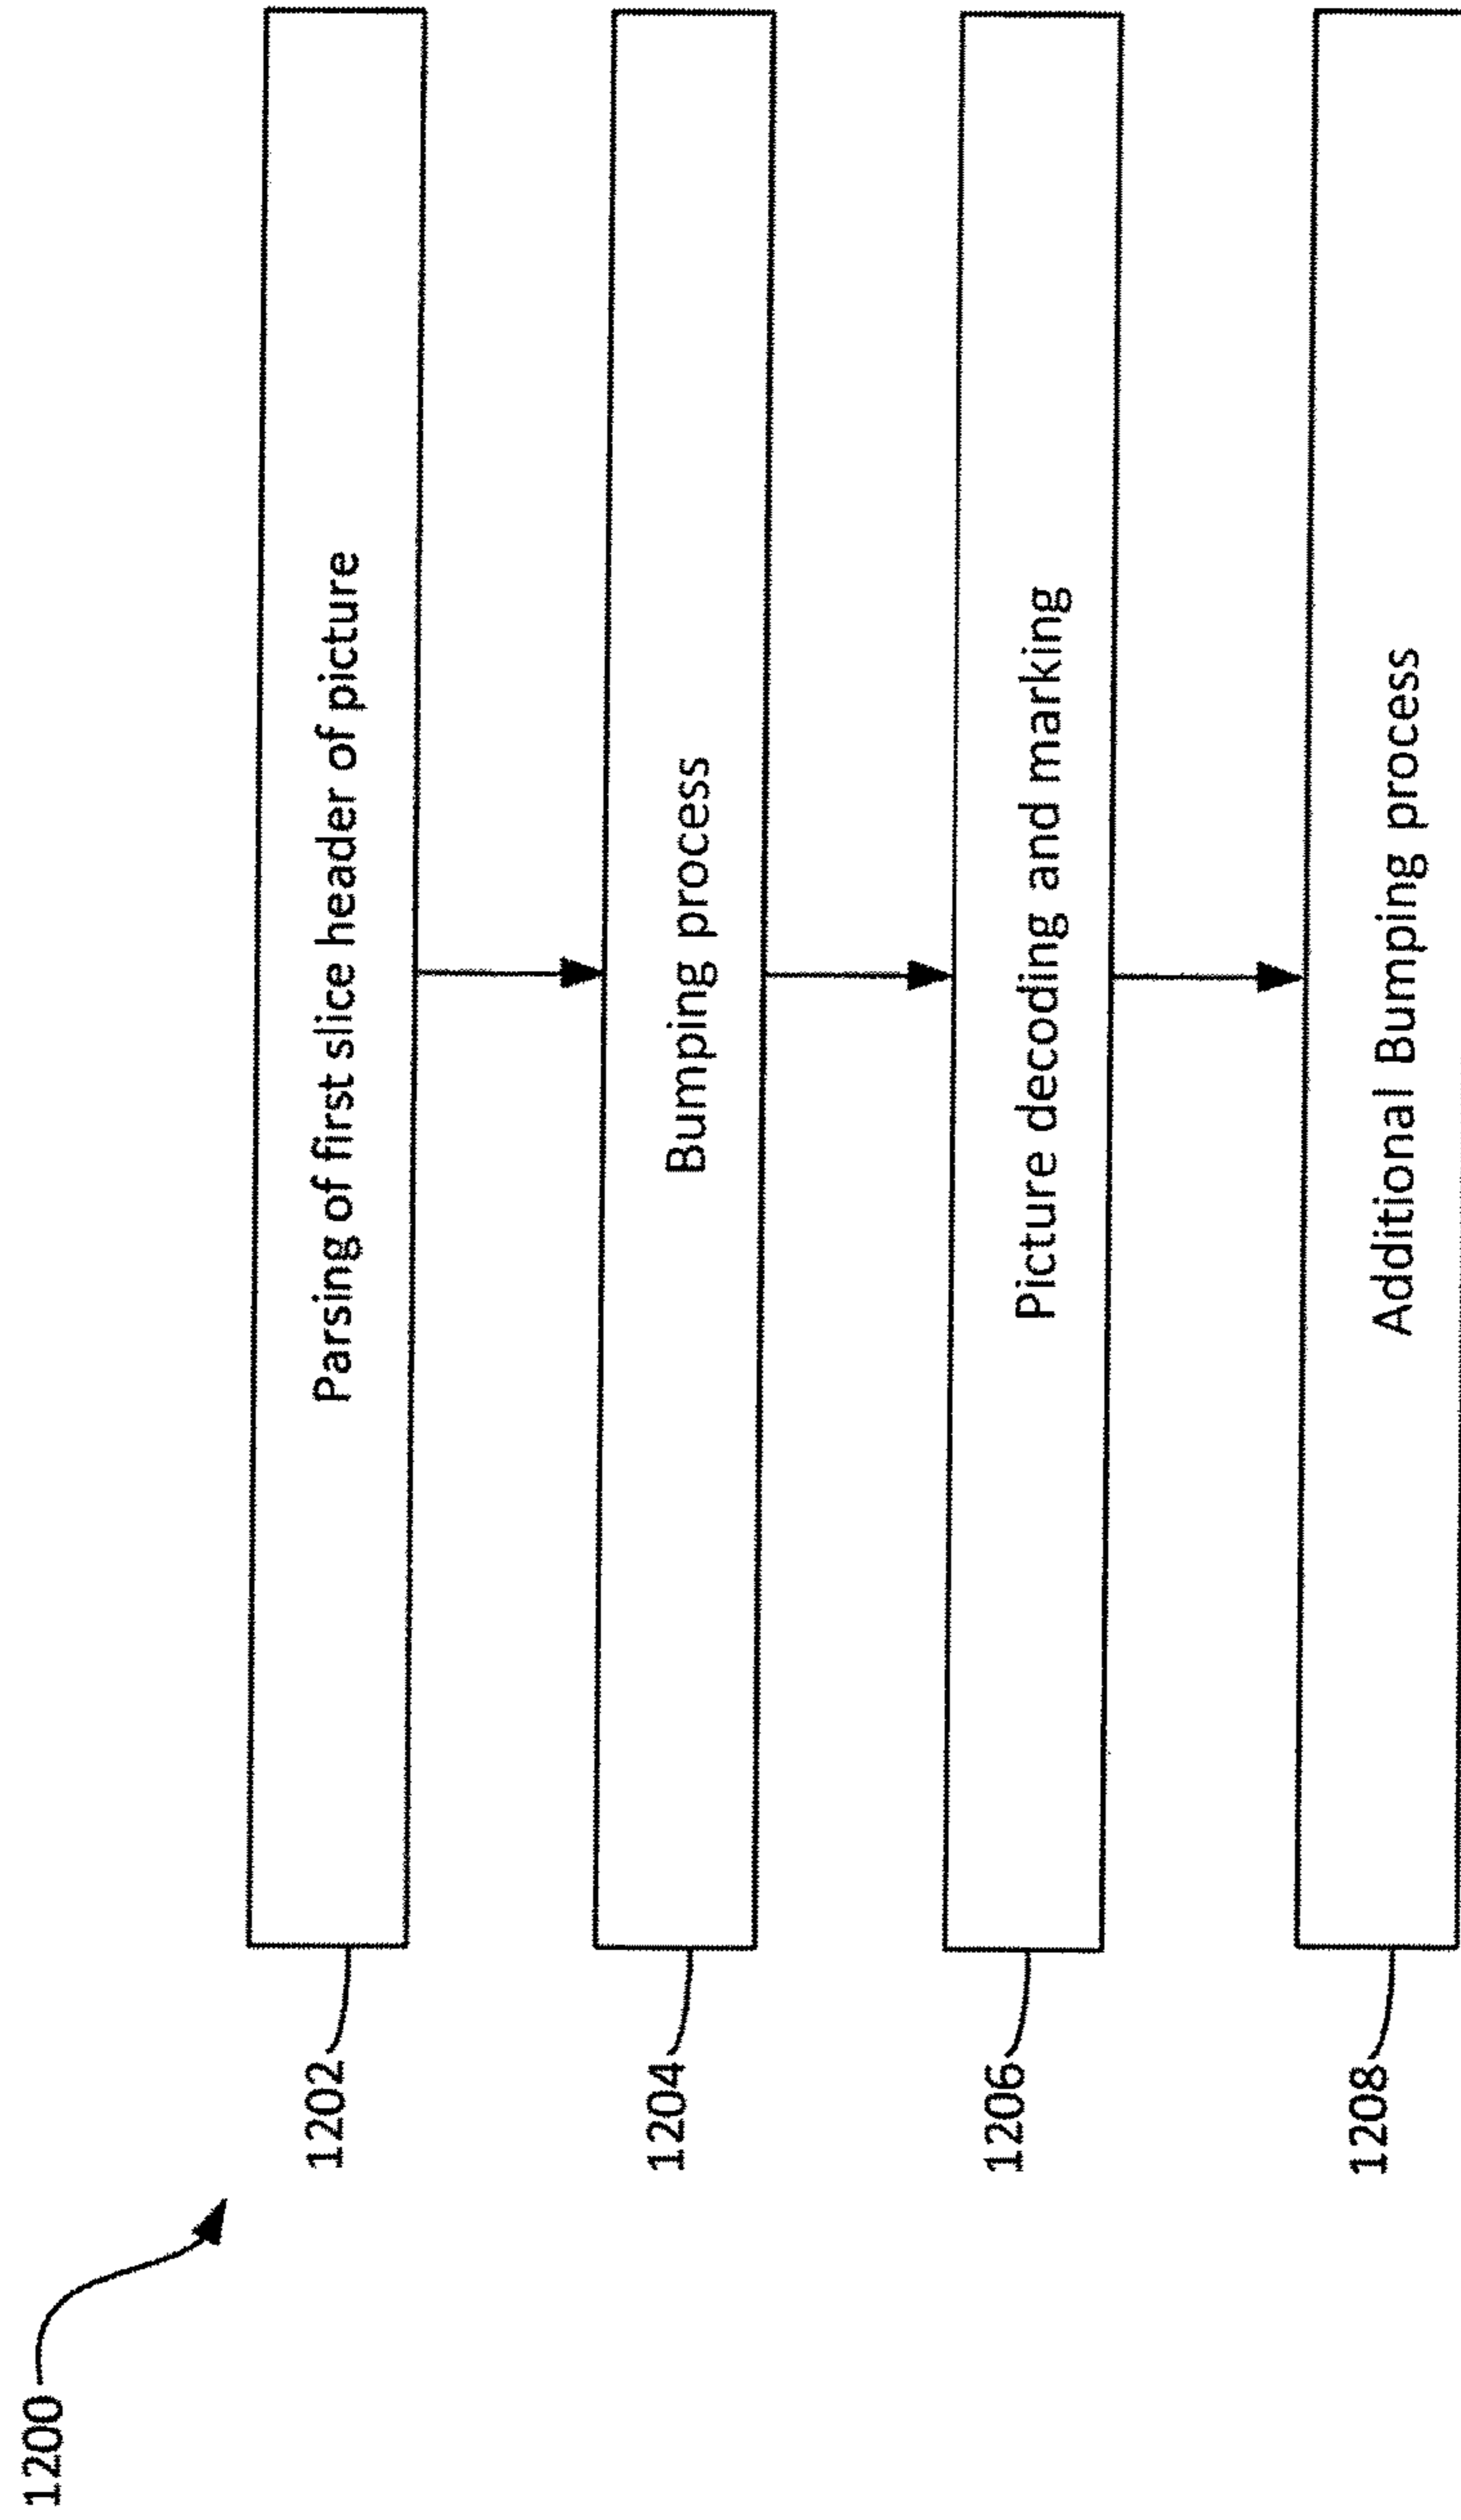 1200
1202
Parsing of first slice header of picture
1204
Bumping process
1206
Picture decoding and marking
1208
Additional Bumping process